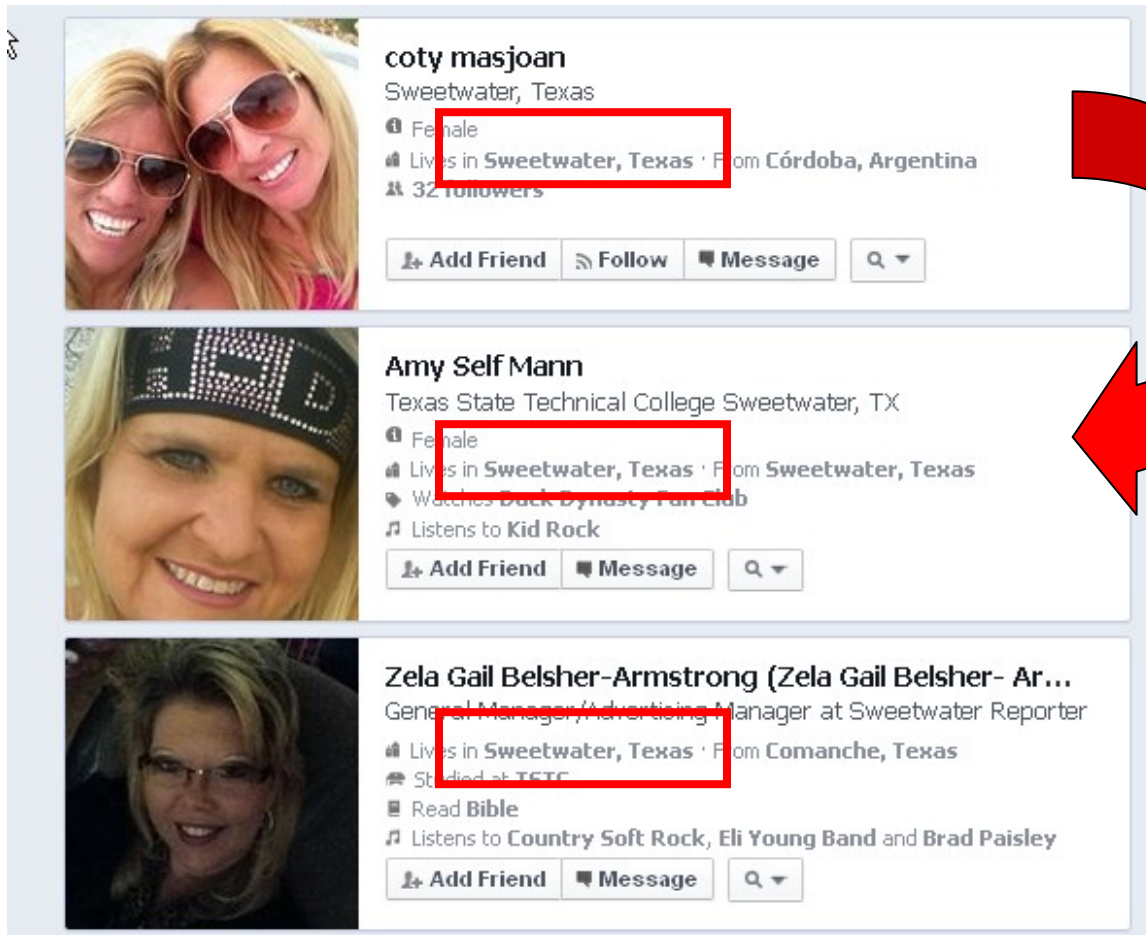 coty masjoan
Sweetwater, Texas
Female
Lives in Sweetwater, Texas · From Córdoba, Argentina
32 followers
Add Friend Follow Message
Amy Self Mann
Texas State Technical College Sweetwater, TX
Female
Lives in Sweetwater, Texas · From Sweetwater, Texas
Watches Duck Dynasty Fan Club
Listens to Kid Rock
Add Friend Message
Zela Gail Belsher-Armstrong (Zela Gail Belsher- Ar...
General Manager/Advertising Manager at Sweetwater Reporter
Lives in Sweetwater, Texas · From Comanche, Texas
Studied at TSTC
Read Bible
Listens to Country Soft Rock, Eli Young Band and Brad Paisley
Add Friend Message